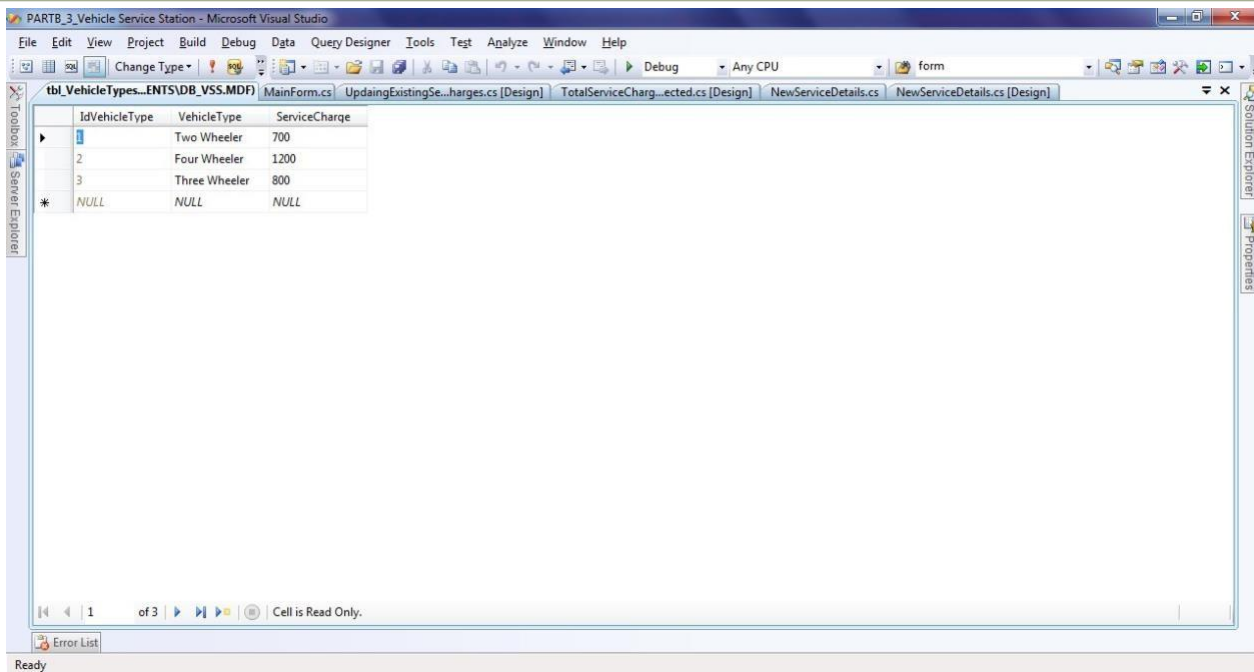 PARTB_3_Vehicle Service Station - Microsoft Visual Studio
File Edit View Project Build Debug Data Query Designer Tools Test Analyze Window Help
Change Type Debug Any CPU form
tbl_VehicleTypes...ENTS\DB_VSS.MDF) MainForm.cs UpdaingExistingSe...harges.cs [Design] TotalServiceCharg...ected.cs [Design] NewServiceDetails.cs NewServiceDetails.cs [Design]
Toolbox
Server Explorer
IdVehicleType VehicleType ServiceCharge
1 Two Wheeler 700
2 Four Wheeler 1200
3 Three Wheeler 800
NULL NULL NULL
Solution Explorer
Properties
1 of 3 Cell is Read Only.
Error List
Ready